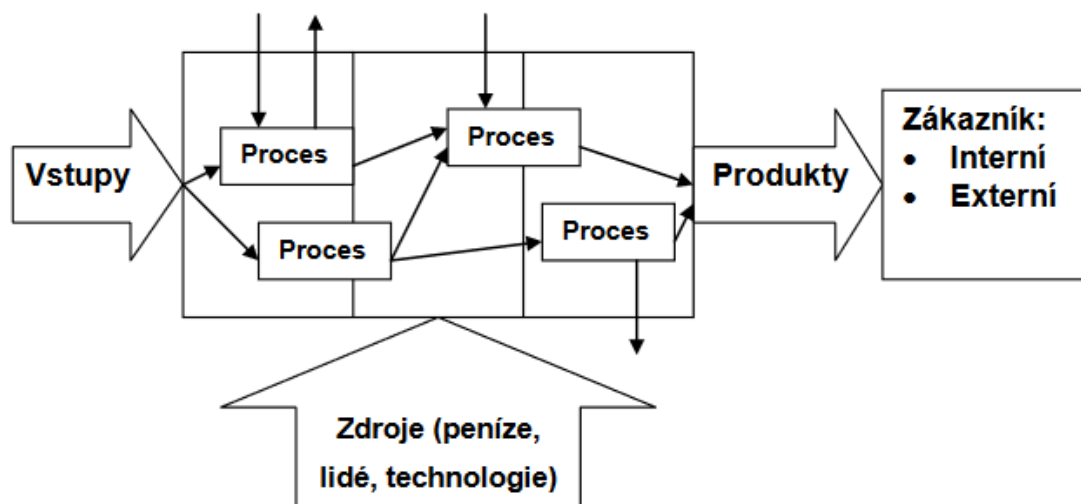 Vstupy
Proces
Proces
Proces
Proces
Produkty
Zákazník:
• Interní
• Externí
Zdroje (peníze,
lidé, technologie)